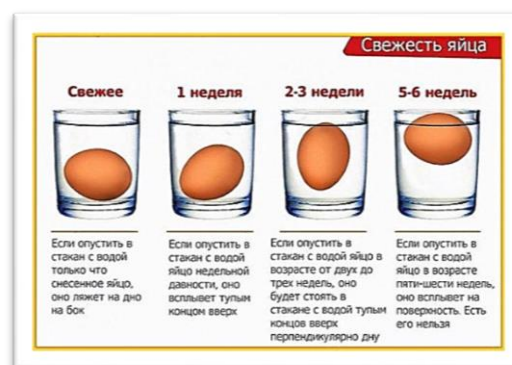 Свежесть яйца
Свежее
1 неделя
2-3 недели
5-6 недель
Если опустить в
стакан с водой
только что
снесенное яйцо,
оно ляжет на дно
на бок
Если опустить в
стакан с водой
яйцо недельной
давности, оно
всплывет тупым
концом вверх
Если опустить в
стакан с водой яйцо в
возрасте от двух до
трех недель, оно
будет стоять в
стакане с водой тупым
концов вверх
перпендикулярно дну
Если опустить в
стакан с водой
яйцо в возрасте
пяти-шести недель,
оно всплывет на
поверхность. Есть
его нельзя